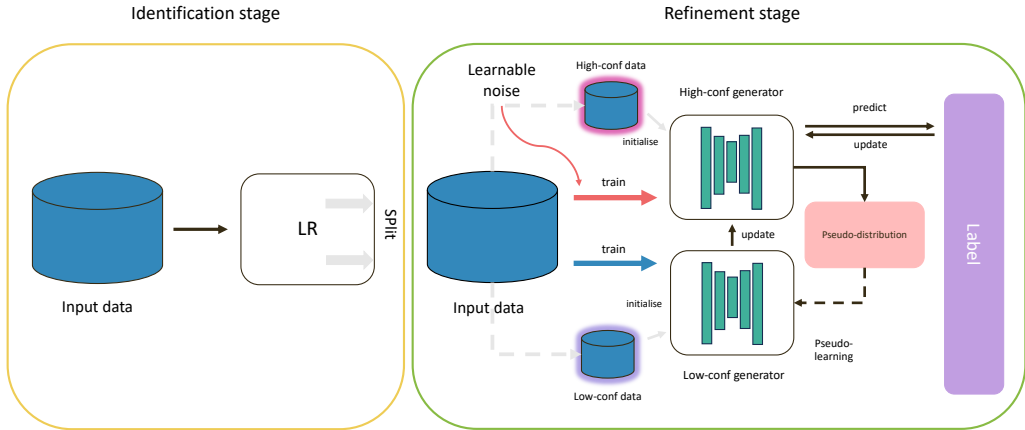 Identification stage
Refinement stage
Input data
LR
SPlit
Learnable
noise
High-conf data
initialise
High-conf generator
predict
update
train
Input data
train
update
Pseudo-distribution
Label
initialise
Low-conf data
Low-conf generator
Pseudo-
learning